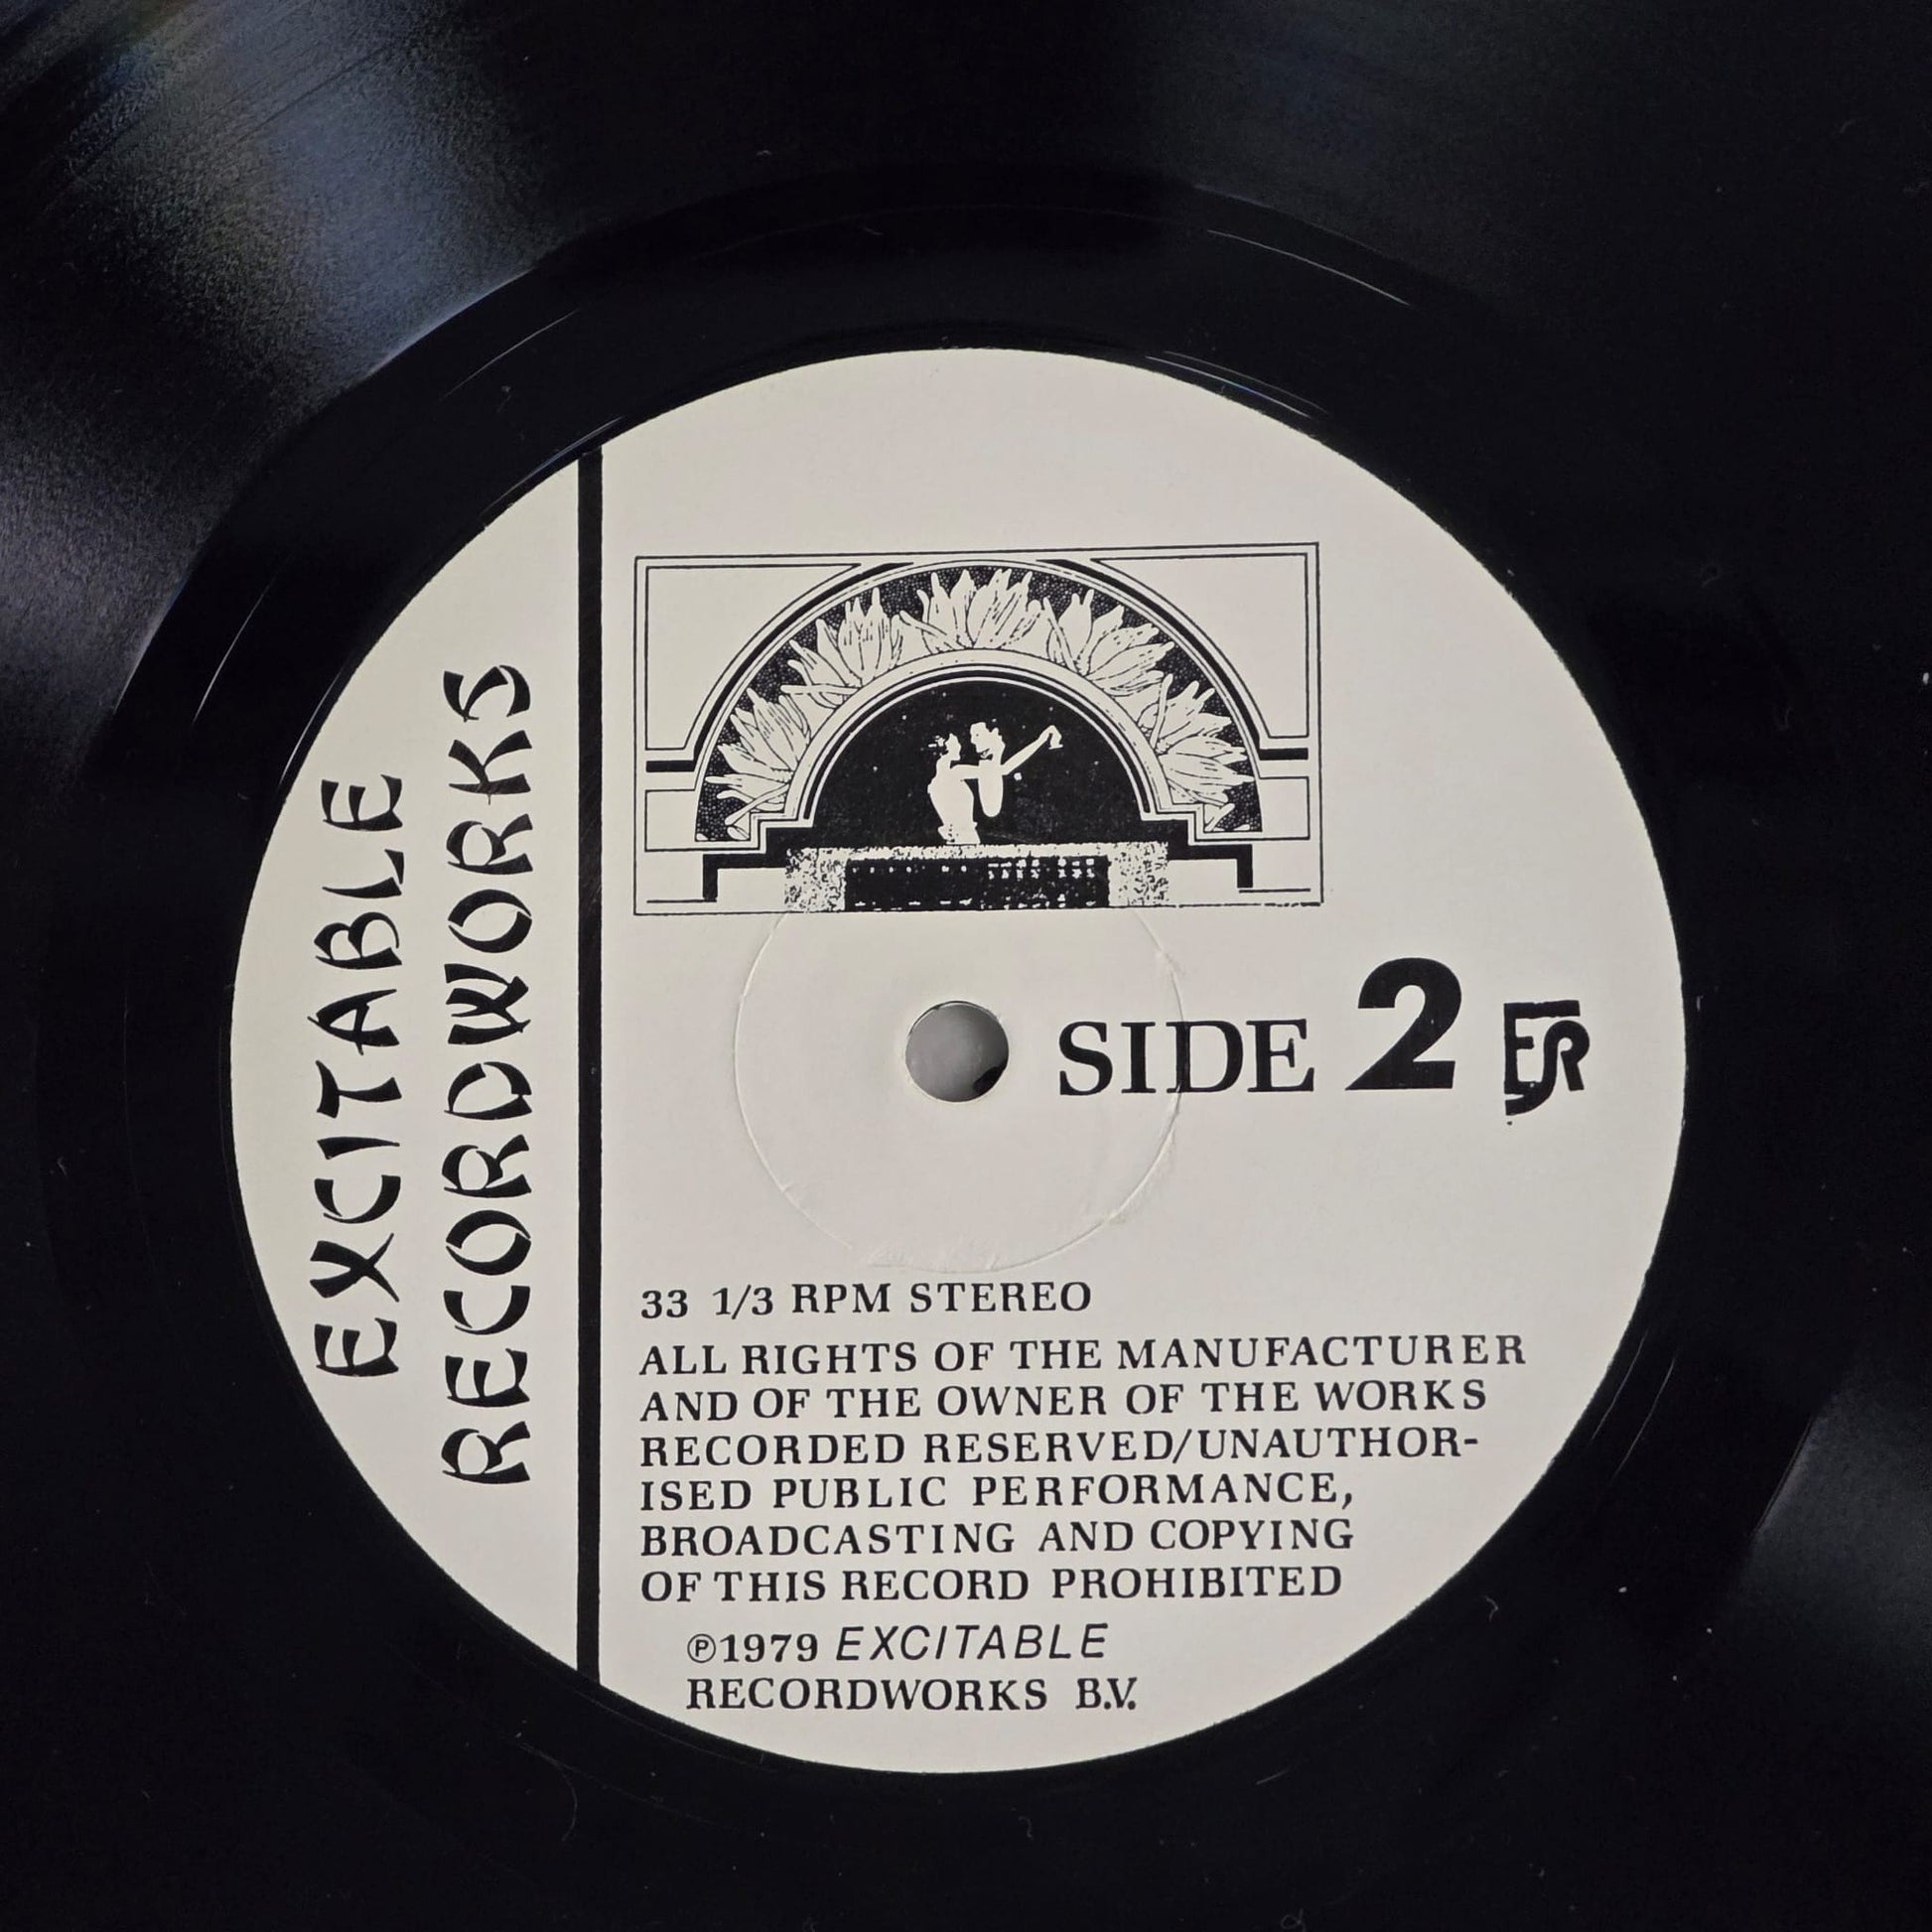 EXCITABLE
RECORDWORKS
SIDE 2 ER
33 1/3 RPM STEREO
ALL RIGHTS OF THE MANUFACTURER
AND OF THE OWNER OF THE WORKS
RECORDED RESERVED/UNAUTHOR-
ISED PUBLIC PERFORMANCE,
BROADCASTING AND COPYING
OF THIS RECORD PROHIBITED
℗1979 EXCITABLE
RECORDWORKS B.V.